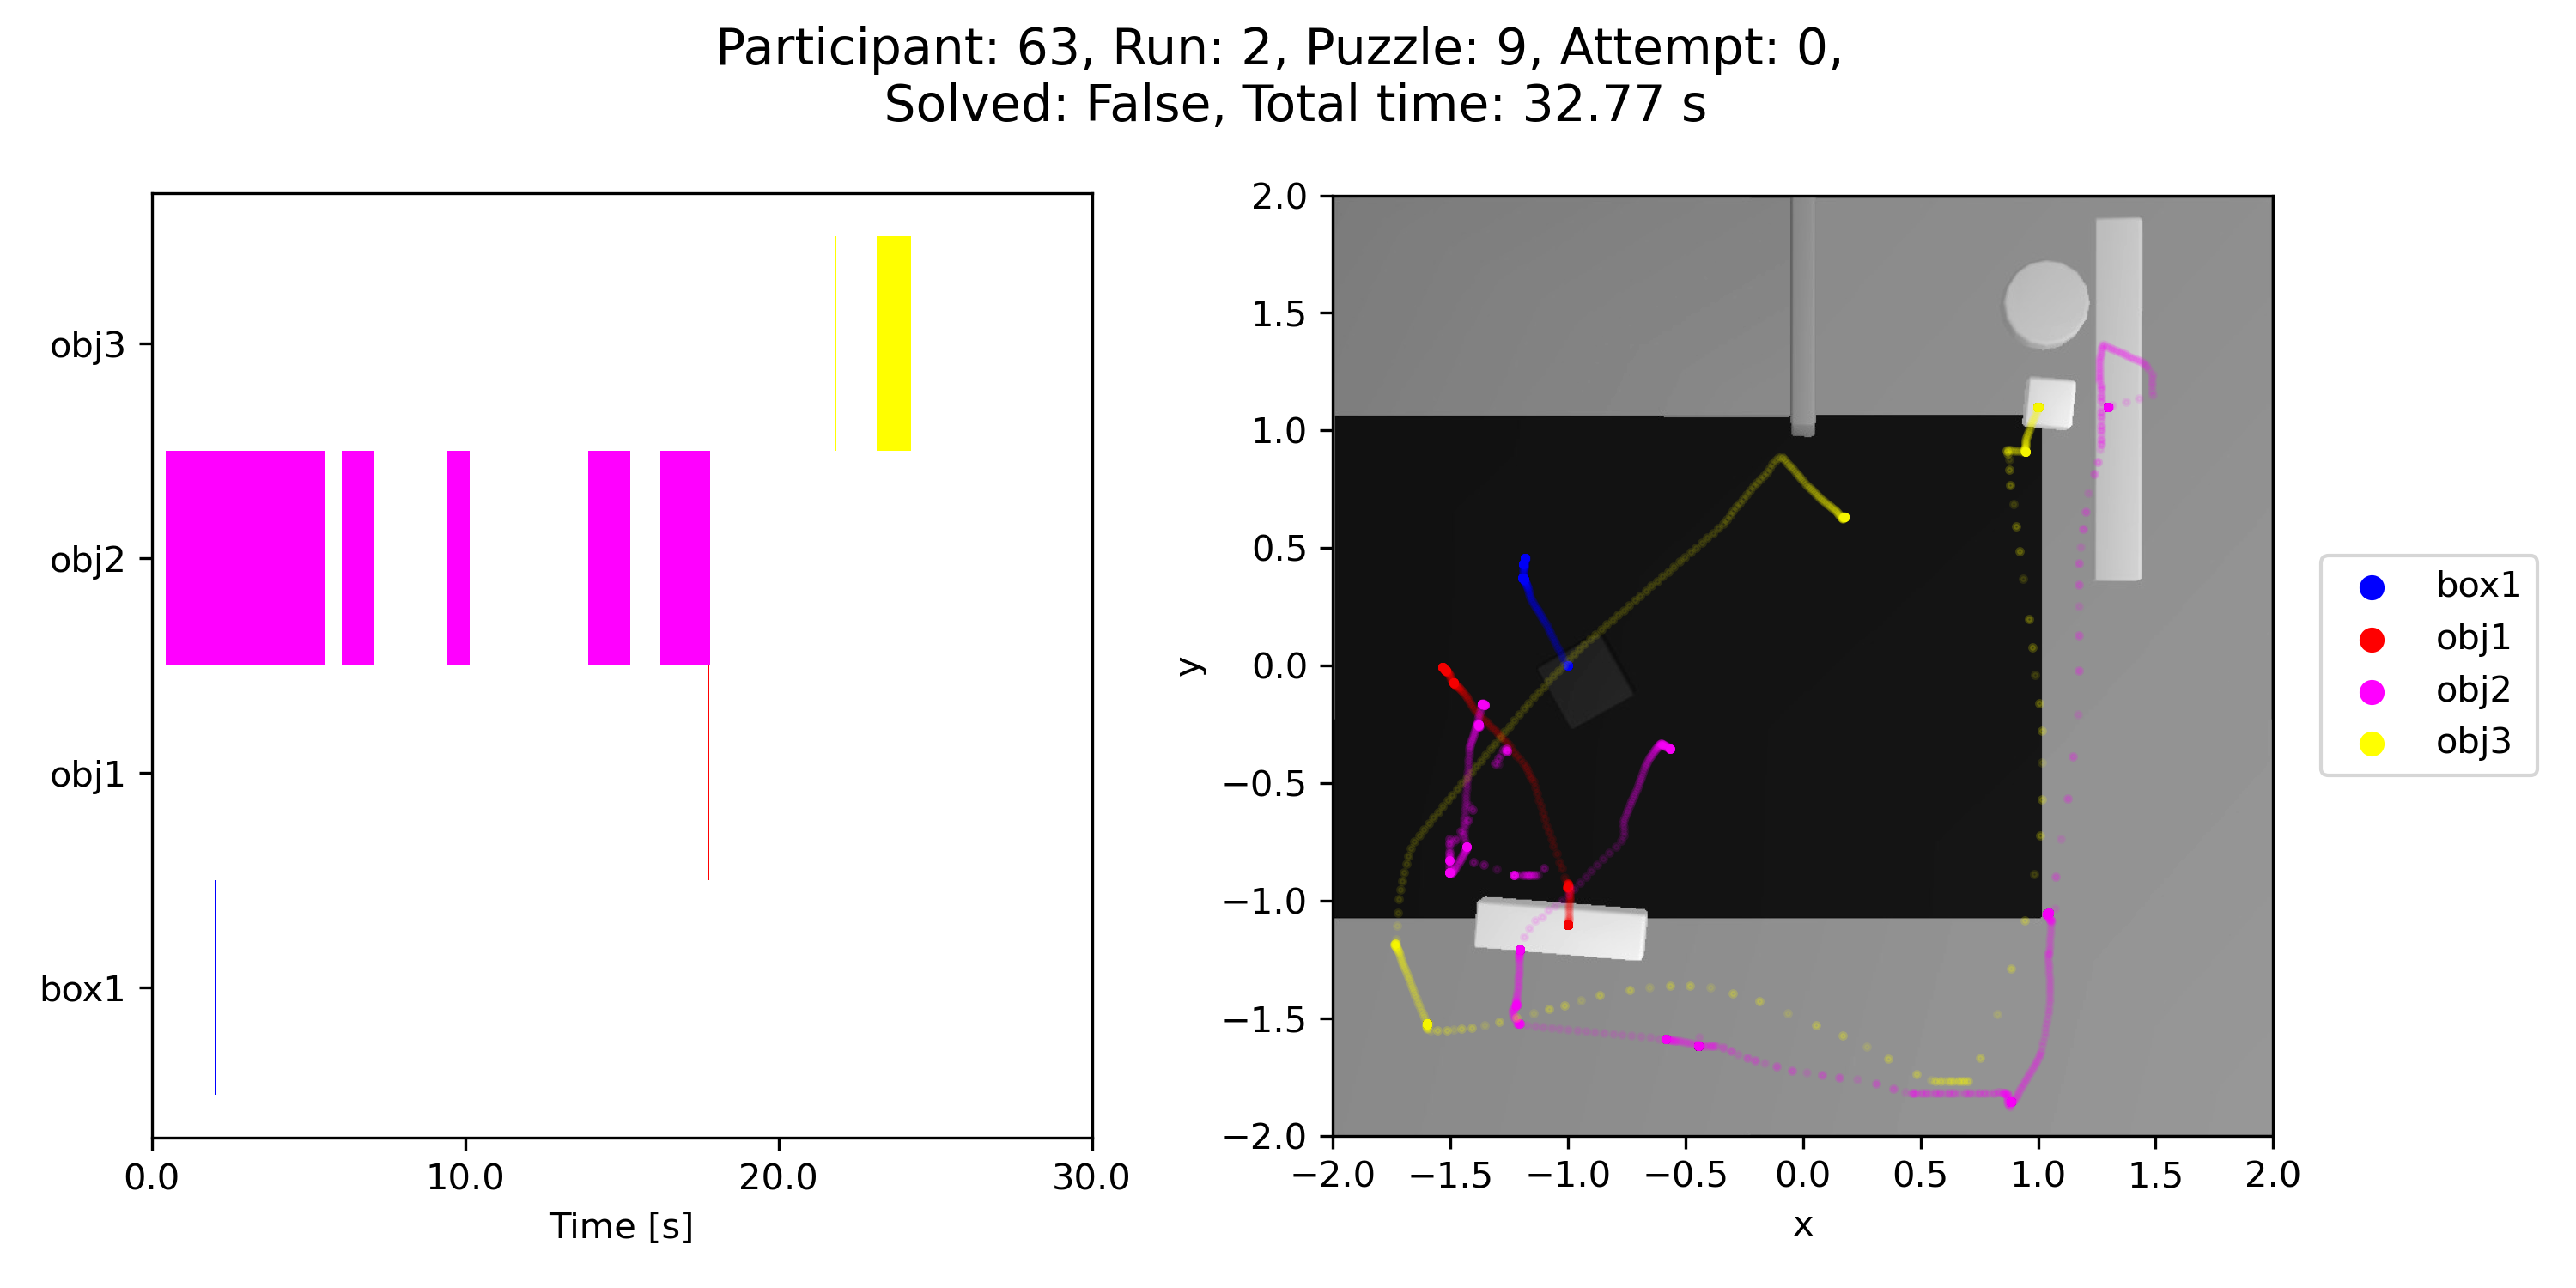 Participant: 63, Run: 2, Puzzle: 9, Attempt: 0,
Solved: False, Total time: 32.77 s
obj3
obj2
obj1
box1
0.0 10.0 20.0 30.0
Time [s]
2.0
1.5
1.0
0.5
0.0
−0.5
−1.0
−1.5
−2.0
y
−2.0 −1.5 −1.0 −0.5 0.0 0.5 1.0 1.5 2.0
x
box1
obj1
obj2
obj3